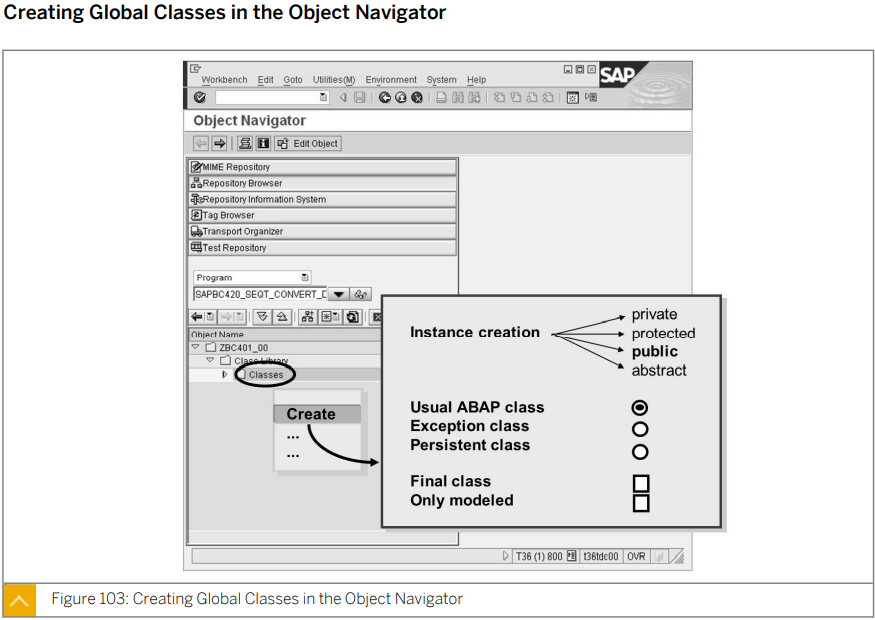 Creating Global Classes in the Object Navigator
Workbench Edit Goto Utilities(M) Environment System Help
SAP
Object Navigator
Edit Object
MIME Repository
Repository Browser
Repository Information System
Tag Browser
Transport Organizer
Test Repository
Program
SAPBC420_SEQT_CONVERT_D
Object Name
ZBC401_00
Class Library
Classes
Create
...
...
Instance creation
private
protected
public
abstract
Usual ABAP class
Exception class
Persistent class
Final class
Only modeled
T36 (1) 800 t36tdc00 OVR
Figure 103: Creating Global Classes in the Object Navigator